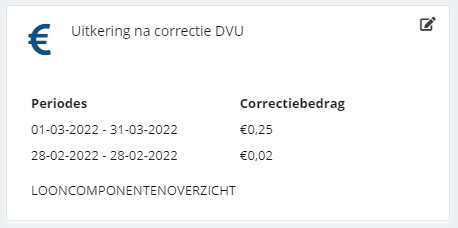 € Uitkering na correctie DVU
Periodes Correctiebedrag
01-03-2022 - 31-03-2022 €0,25
28-02-2022 - 28-02-2022 €0,02
LOONCOMPONENTENOVERZICHT